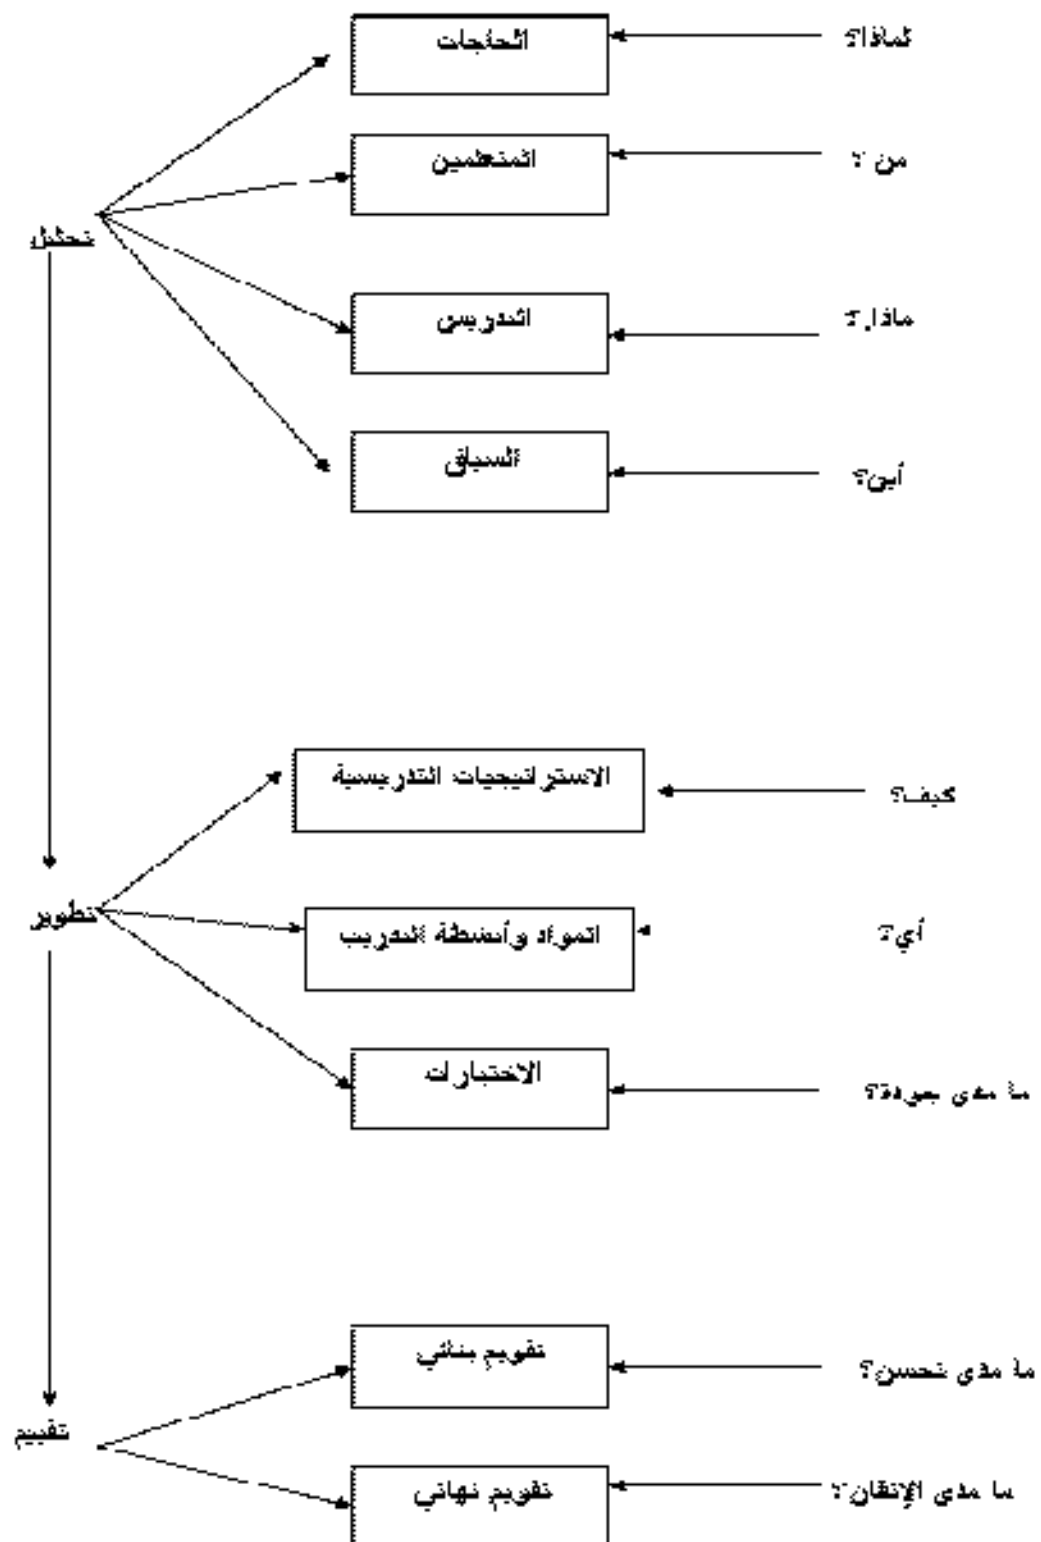 لماذا؟
الحاجات
من ؟
المتعلمين
تحليل
ماذا؟
التدريس
أين؟
السياق
كيف؟
الاستراتيجيات التدريسية
أي؟
المواد وأنشطة التدريب
تطوير
ما مدى جودة؟
الاختبارات
ما مدى تحسن؟
تقويم بنائي
تقييم
ما مدى الإتقان؟
تقويم نهائي